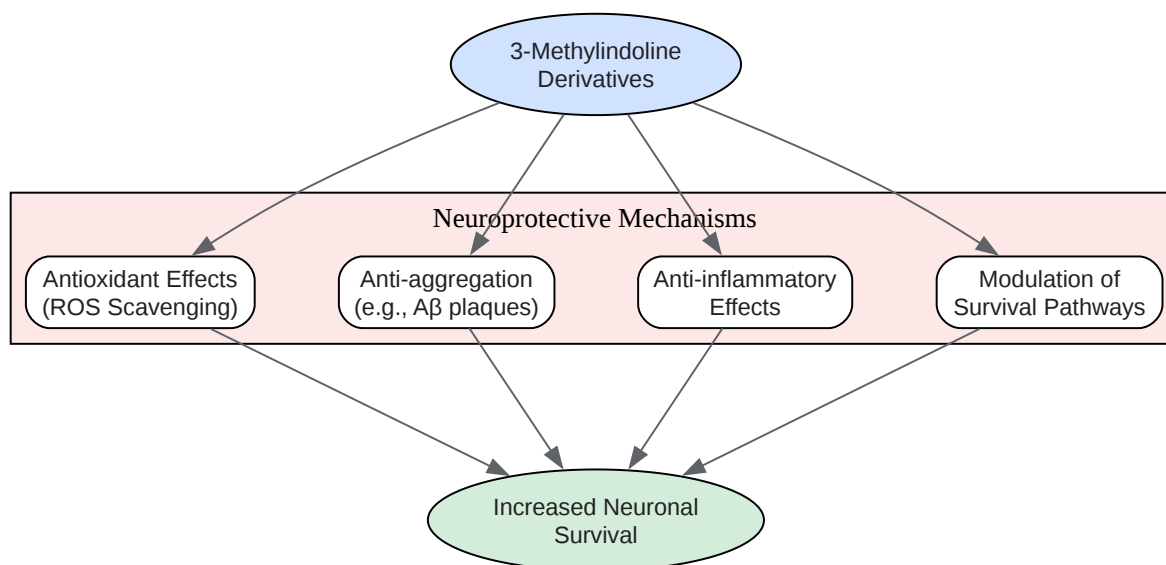 3-Methylindoline
Derivatives
Neuroprotective Mechanisms
Antioxidant Effects
(ROS Scavenging)
Anti-aggregation
(e.g., Aβ plaques)
Anti-inflammatory
Effects
Modulation of
Survival Pathways
Increased Neuronal
Survival